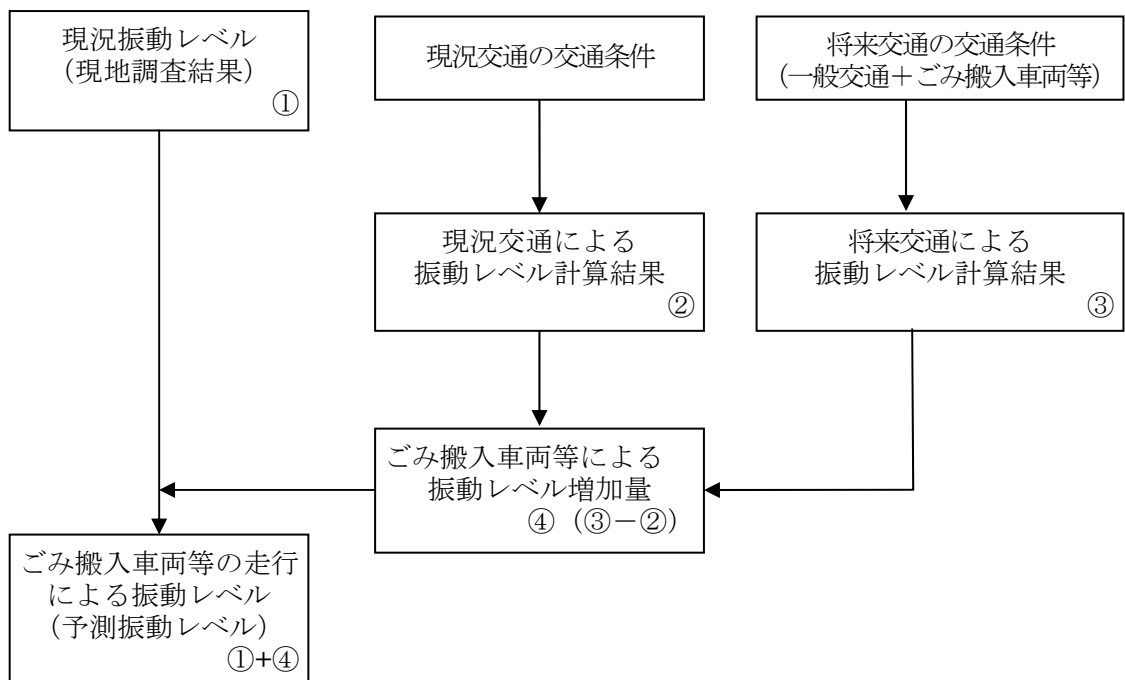 現況振動レベル
（現地調査結果）
①
現況交通の交通条件
将来交通の交通条件
（一般交通＋ごみ搬入車両等）
現況交通による
振動レベル計算結果
②
将来交通による
振動レベル計算結果
③
ごみ搬入車両等による
振動レベル増加量
④（③－②）
ごみ搬入車両等の走行
による振動レベル
（予測振動レベル）
①+④